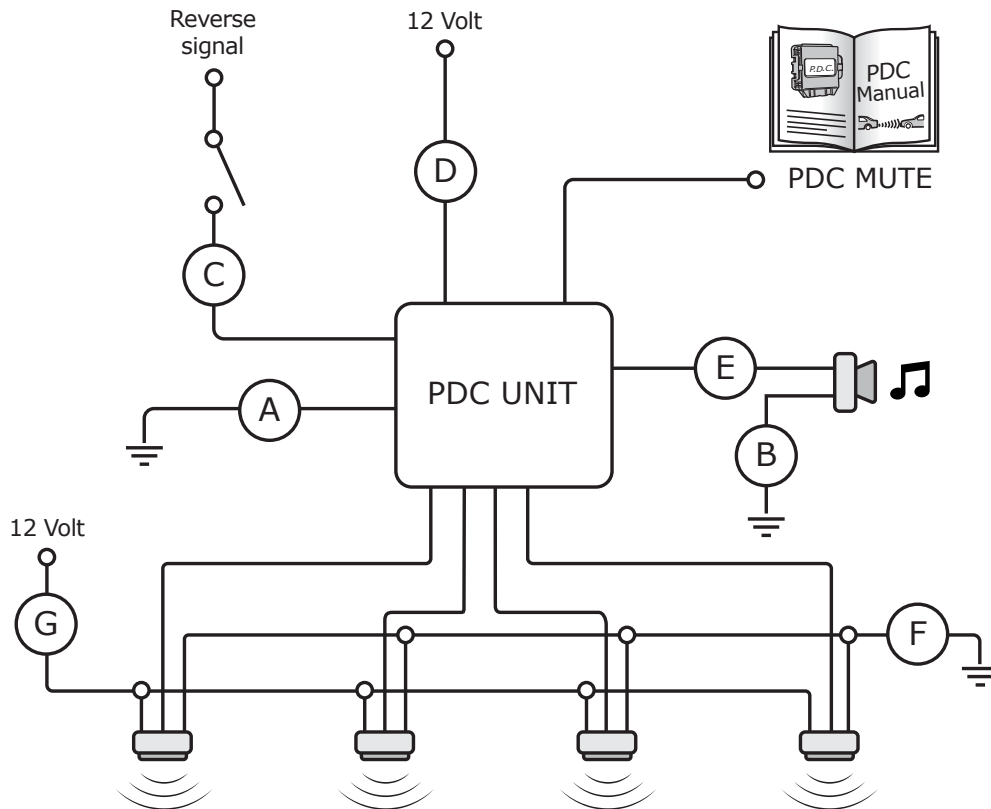 Reverse
signal
12 Volt
P.D.C.
PDC
Manual
PDC MUTE
D
C
PDC UNIT
E
A
B
12 Volt
G
F